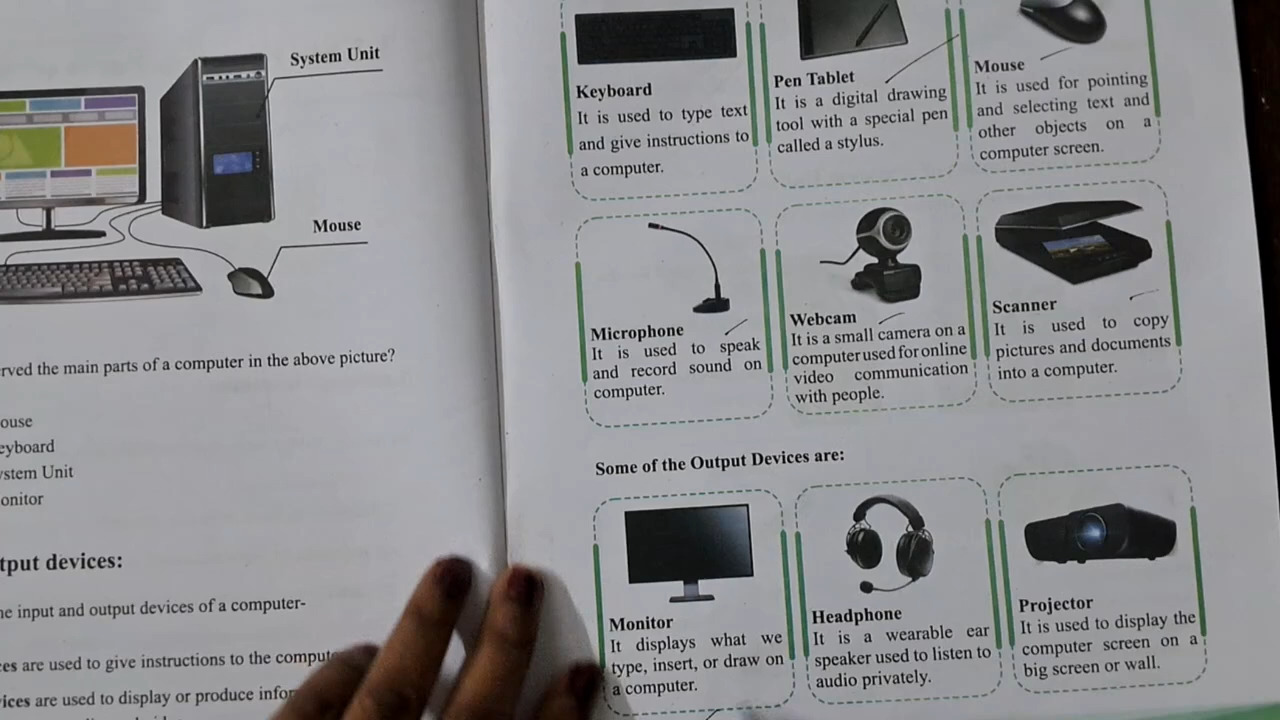 System Unit
Mouse
rved the main parts of a computer in the above picture?
ouse
eyboard
ystem Unit
onitor
tput devices:
he input and output devices of a computer-
ces are used to give instructions to the compute
vices are used to display or produce infor
Keyboard
It is used to type text
and give instructions to
a computer.
Pen Tablet
It is a digital drawing
tool with a special pen
called a stylus.
Mouse
It is used for pointing
and selecting text and
other objects on a
computer screen.
Microphone
It is used to speak
and record sound on
computer.
Webcam
It is a small camera on a
computer used for online
video communication
with people.
Scanner
It is used to copy
pictures and documents
into a computer.
Some of the Output Devices are:
Monitor
It displays what we
type, insert, or draw on
a computer.
Headphone
It is a wearable ear
speaker used to listen to
audio privately.
Projector
It is used to display the
computer screen on a
big screen or wall.